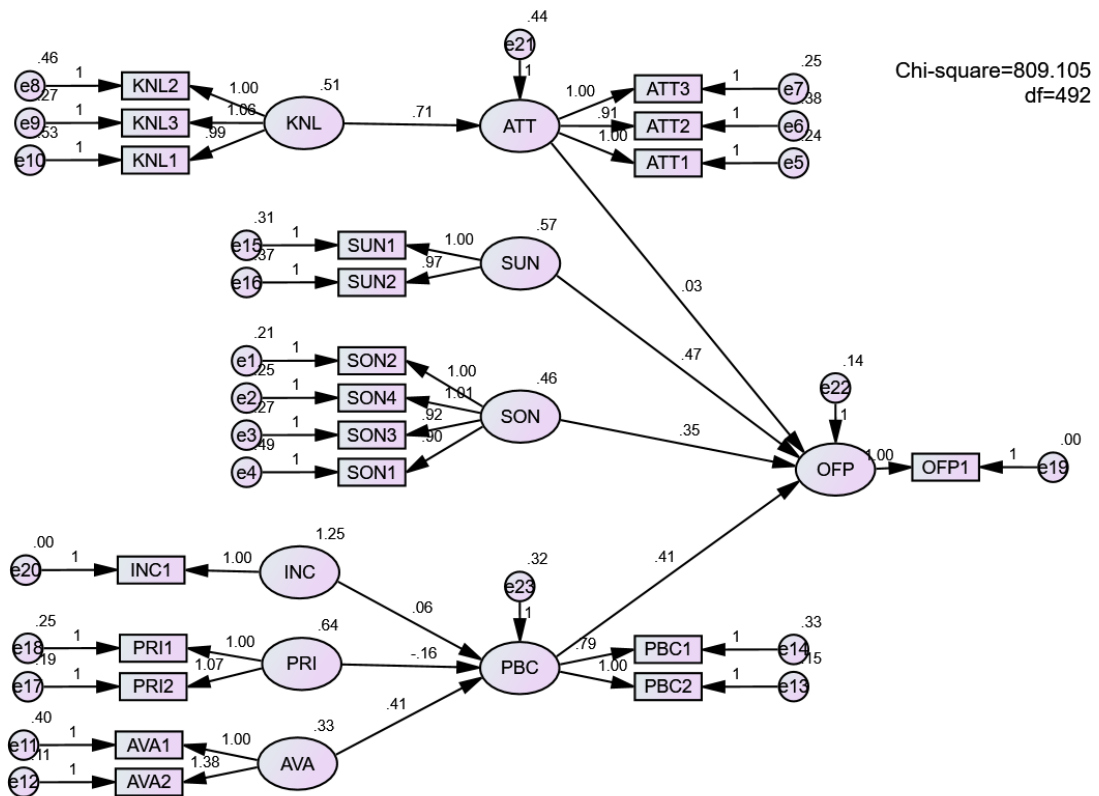 Chi-square=809.105
df=492
.46
e8
1
KNL2
1.00
.27
e9
1
KNL3
1.06
.53
e10
1
KNL1
.99
.51
KNL
.71
.44
e21
1
ATT
1.00
ATT3
1
.25
e7
.91
ATT2
1
.38
e6
1.00
ATT1
1
.24
e5
.31
e15
1
SUN1
1.00
.37
e16
1
SUN2
.97
.57
SUN
.03
.47
.21
e1
1
SON2
1.00
.25
e2
1
SON4
1.01
.27
e3
1
SON3
.92
.49
e4
1
SON1
.90
.46
SON
.35
.14
e22
1
OFP
1.00
OFP1
1
.00
e19
.00
e20
1
INC1
1.00
1.25
INC
.06
.25
e18
1
PRI1
1.00
.19
e17
1
PRI2
1.07
.64
PRI
-.16
.40
e11
1
AVA1
1.00
.11
e12
1
AVA2
1.38
.33
AVA
.41
.32
e23
1
PBC
.41
.79
PBC1
1
.33
e14
1.00
PBC2
1
.15
e13